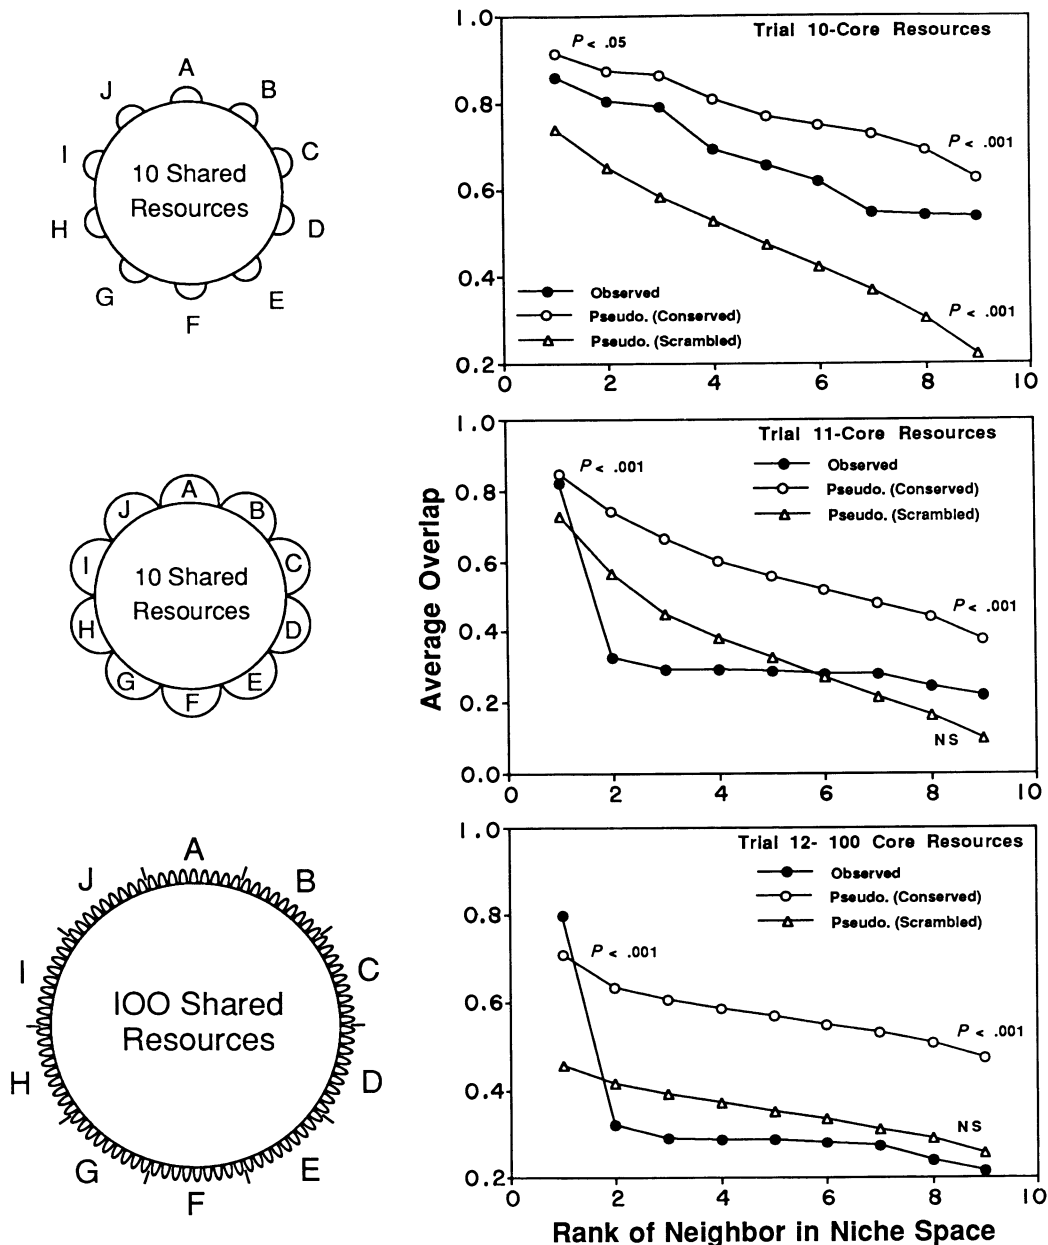 A
B
C
D
E
F
G
H
I
J
10 Shared
Resources
1.0
0.8
0.6
0.4
0.2
0
2
4
6
8
10
Trial 10-Core Resources
P < .05
P < .001
P < .001
Observed
Pseudo. (Conserved)
Pseudo. (Scrambled)
A
B
C
D
E
F
G
H
I
J
10 Shared
Resources
Average Overlap
1.0
0.8
0.6
0.4
0.2
0.0
0
2
4
6
8
10
Trial 11-Core Resources
Observed
Pseudo. (Conserved)
Pseudo. (Scrambled)
P < .001
P < .001
NS
A
B
C
D
E
F
G
H
I
J
100 Shared
Resources
1.0
0.8
0.6
0.4
0.2
0
2
4
6
8
10
Trial 12- 100 Core Resources
Observed
Pseudo. (Conserved)
Pseudo. (Scrambled)
P < .001
P < .001
NS
Rank of Neighbor in Niche Space